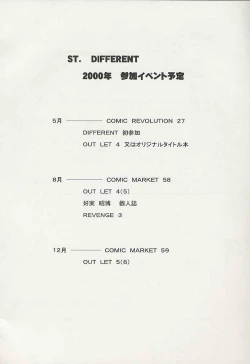 ST. DIFFERENT
2000年 参加イベント予定
5月 ────── COMIC REVOLUTION 27
DIFFERENT 初参加
OUT LET 4 又はオリジナルタイトル本
8月 ────── COMIC MARKET 58
OUT LET 4(5)
好実 昭博 個人誌
REVENGE 3
12月 ───── COMIC MARKET 59
OUT LET 5(6)